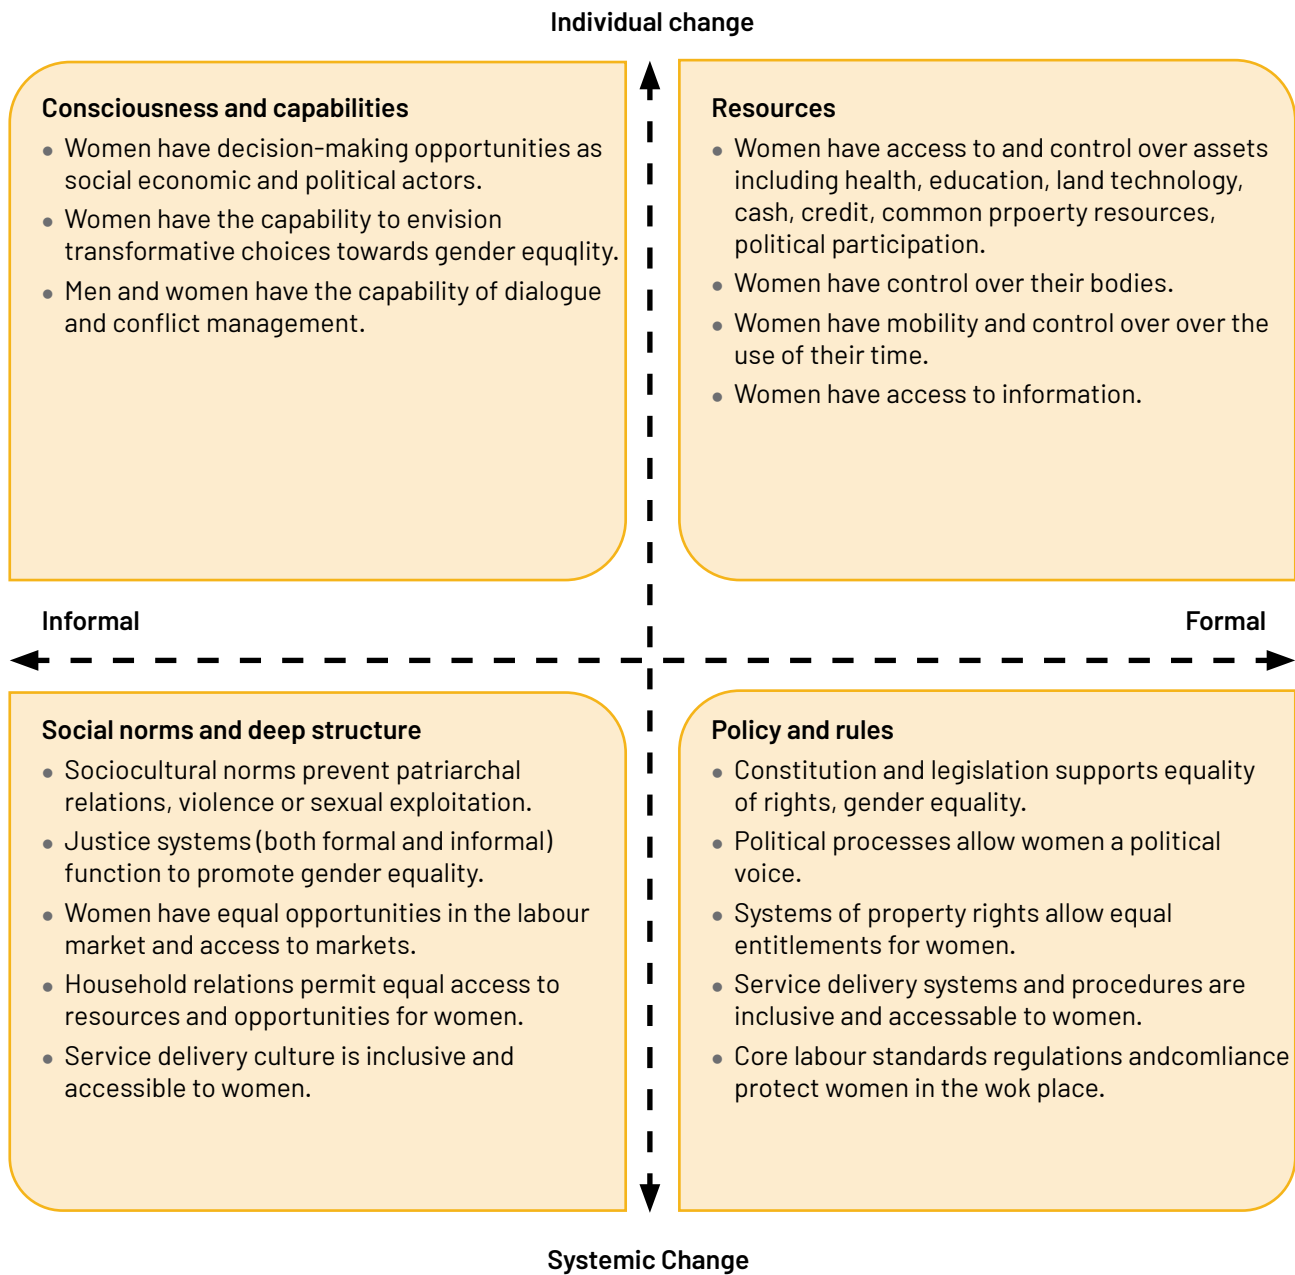 Individual change
Consciousness and capabilities
• Women have decision-making opportunities as
social economic and political actors.
• Women have the capability to envision
transformative choices towards gender equqlity.
• Men and women have the capability of dialogue
and conflict management.
Resources
• Women have access to and control over assets
including health, education, land technology,
cash, credit, common prpoerty resources,
political participation.
• Women have control over their bodies.
• Women have mobility and control over over the
use of their time.
• Women have access to information.
Informal
Formal
Social norms and deep structure
• Sociocultural norms prevent patriarchal
relations, violence or sexual exploitation.
• Justice systems (both formal and informal)
function to promote gender equality.
• Women have equal opportunities in the labour
market and access to markets.
• Household relations permit equal access to
resources and opportunities for women.
• Service delivery culture is inclusive and
accessible to women.
Policy and rules
• Constitution and legislation supports equality
of rights, gender equality.
• Political processes allow women a political
voice.
• Systems of property rights allow equal
entitlements for women.
• Service delivery systems and procedures are
inclusive and accessable to women.
• Core labour standards regulations andcomliance
protect women in the wok place.
Systemic Change